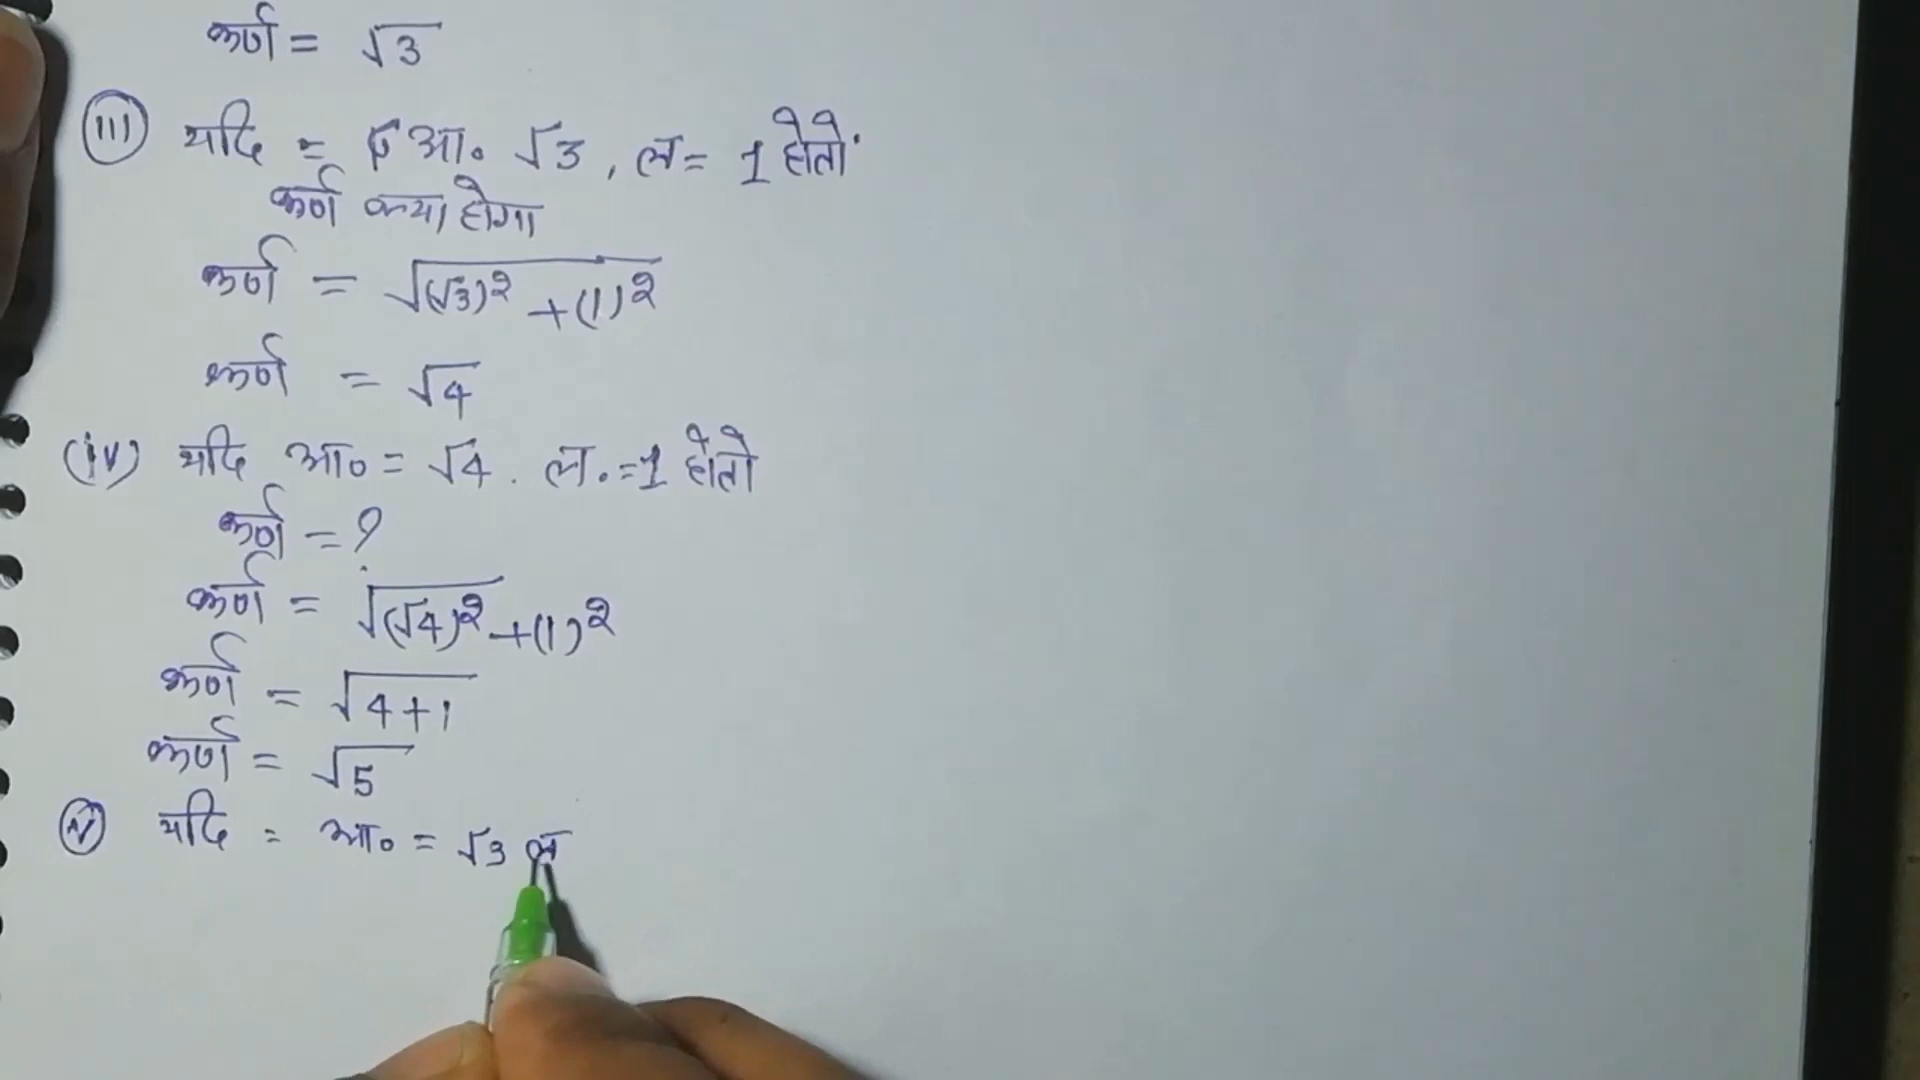 कर्ण = √3
(iii) यदि = आ० √3, ल = 1 होतो
कर्ण क्या होगा
कर्ण = √(√3)² + (1)²
कर्ण = √4
(iv) यदि आ० = √4. ल.=1 होतो
कर्ण = ?
कर्ण = √(√4)² + (1)²
कर्ण = √4+1
कर्ण = √5
(v) यदि = आ० = √3 ल